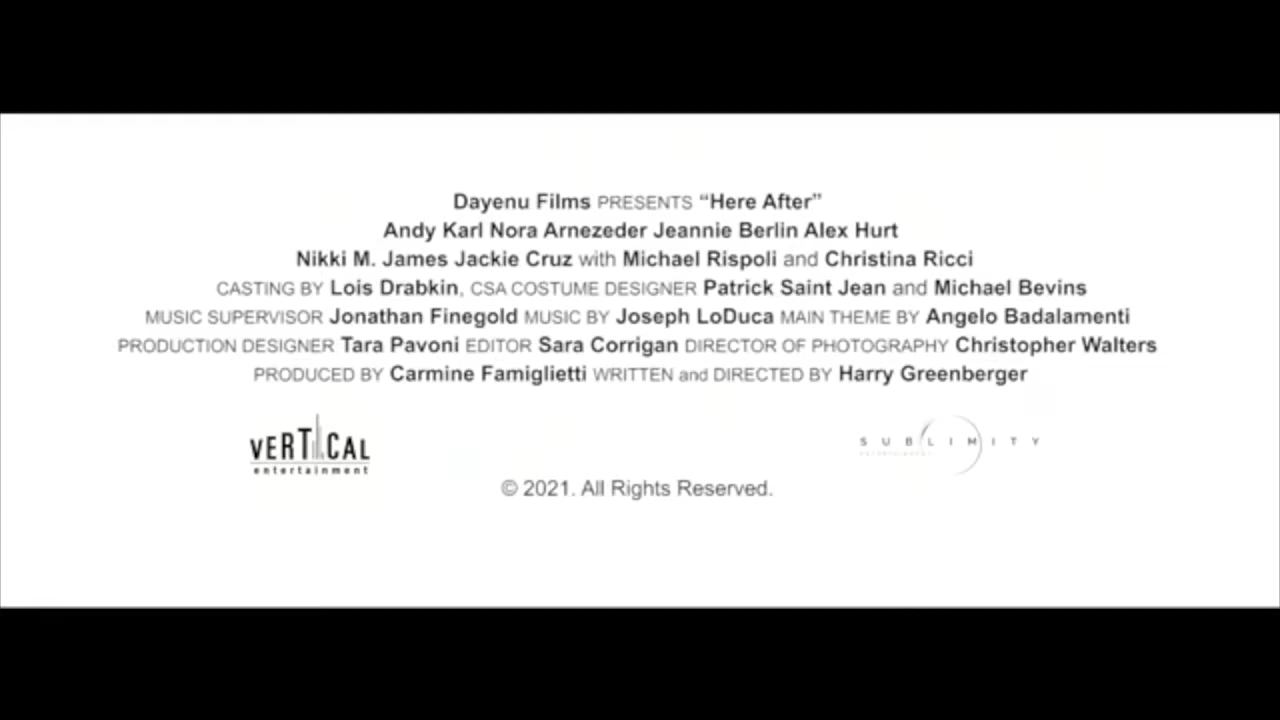 Dayenu Films PRESENTS “Here After”
Andy Karl Nora Arnezeder Jeannie Berlin Alex Hurt
Nikki M. James Jackie Cruz with Michael Rispoli and Christina Ricci
CASTING BY Lois Drabkin, CSA COSTUME DESIGNER Patrick Saint Jean and Michael Bevins
MUSIC SUPERVISOR Jonathan Finegold MUSIC BY Joseph LoDuca MAIN THEME BY Angelo Badalamenti
PRODUCTION DESIGNER Tara Pavoni EDITOR Sara Corrigan DIRECTOR OF PHOTOGRAPHY Christopher Walters
PRODUCED BY Carmine Famiglietti WRITTEN and DIRECTED BY Harry Greenberger
VERTICAL
entertainment
SUBLIMITY
© 2021. All Rights Reserved.